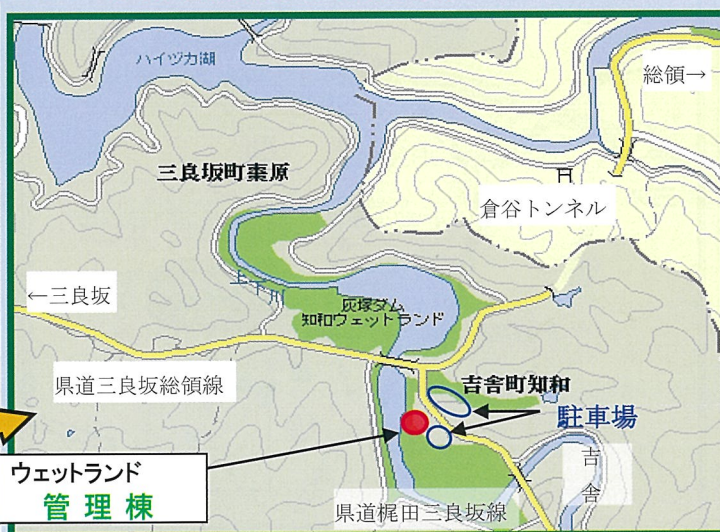 ハイヅカ湖
総領→
三良坂町枽原
倉谷トンネル
←三良坂
上下川
灰塚ダム
知和ウェットランド
県道三良坂総領線
吉舎町知和
駐車場
吉舎
ウェットランド
管理棟
県道梶田三良坂線